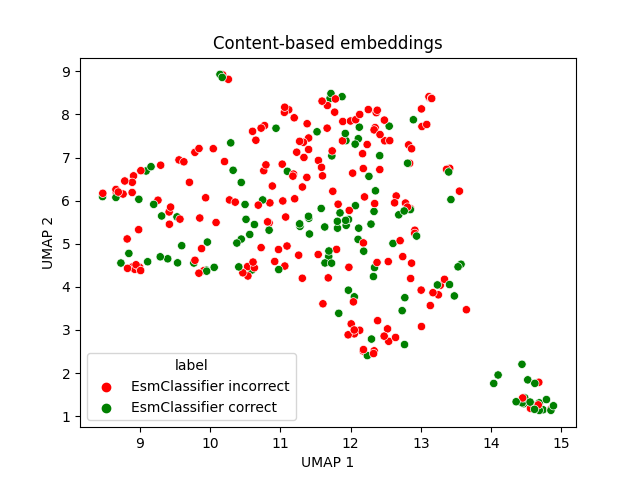 Content-based embeddings
9
8
7
6
5
4
3
2
1
UMAP 2
label
EsmClassifier incorrect
EsmClassifier correct
9 10 11 12 13 14 15
UMAP 1